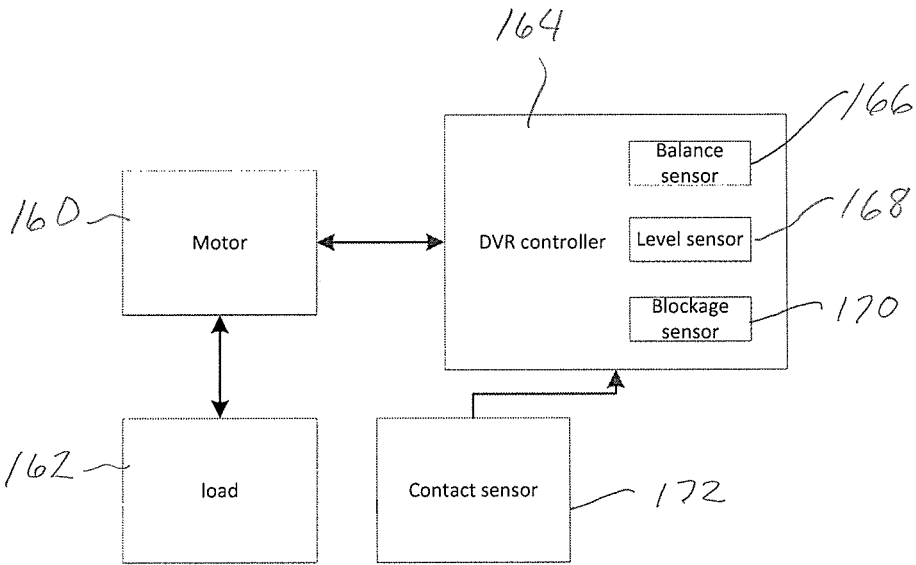 164
166
Balance
sensor
160
Motor
DVR controller
Level sensor
168
Blockage
sensor
170
162
load
Contact sensor
172